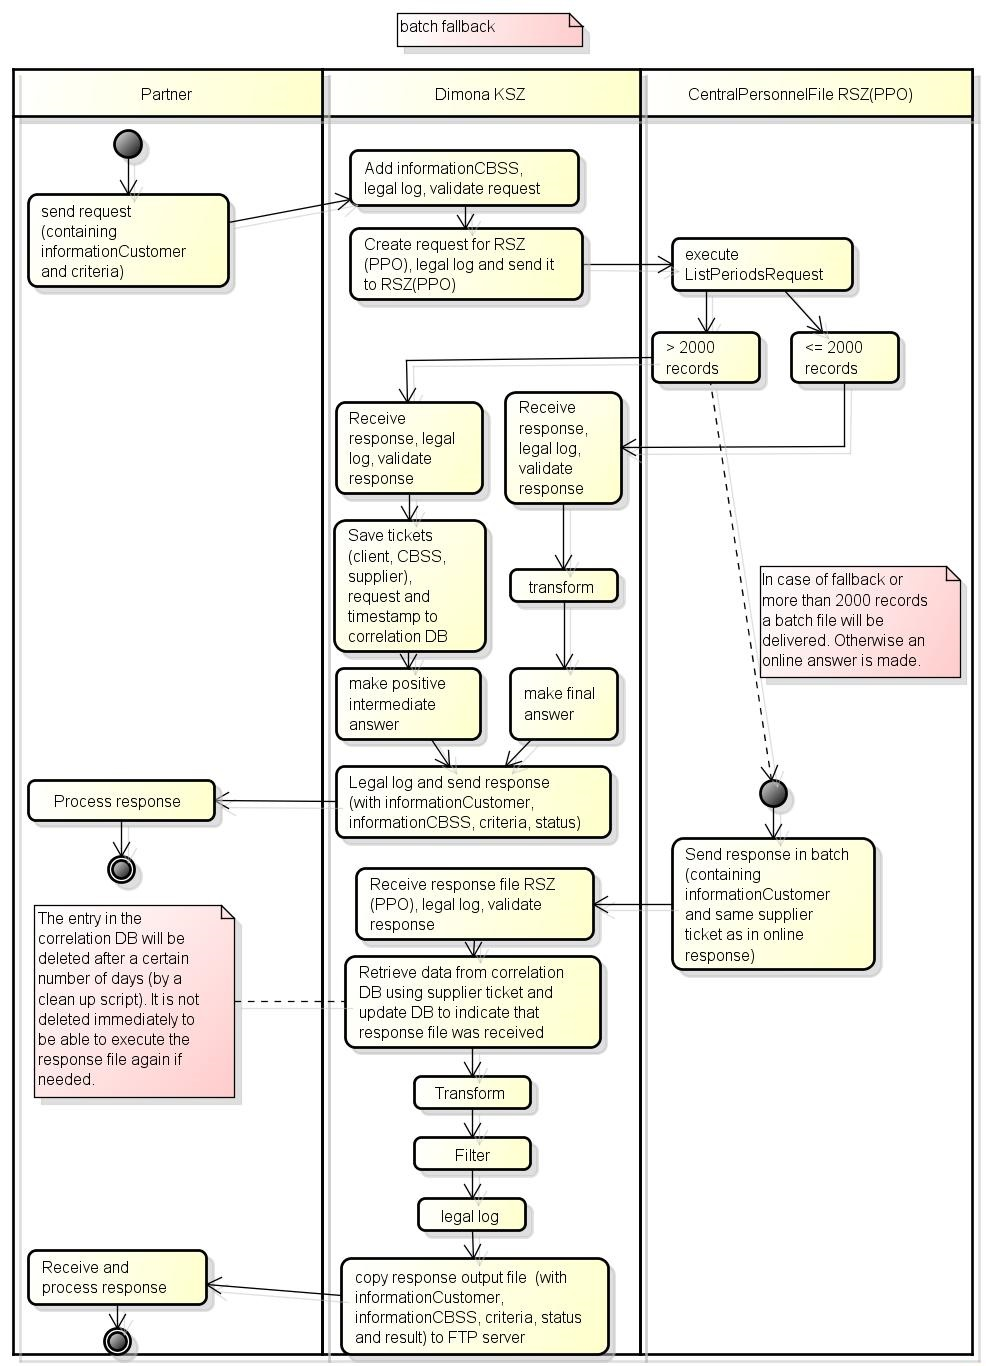 batch fallback
Partner
Dimona KSZ
CentralPersonnelFile RSZ(PPO)
Add informationCBSS,
legal log, validate request
send request
(containing
informationCustomer
and criteria)
Create request for RSZ
(PPO), legal log and send it
to RSZ(PPO)
execute
ListPeriodsRequest
> 2000
records
<= 2000
records
Receive
response, legal
log, validate
response
Receive
response,
legal log,
validate
response
Save tickets
(client, CBSS,
supplier),
request and
timestamp to
correlation DB
transform
In case of fallback or
more than 2000 records
a batch file will be
delivered. Otherwise an
online answer is made.
make positive
intermediate
answer
make final
answer
Legal log and send response
(with informationCustomer,
informationCBSS, criteria, status)
Process response
Send response in batch
(containing
informationCustomer
and same supplier
ticket as in online
response)
Receive response file RSZ
(PPO), legal log, validate
response
The entry in the
correlation DB will be
deleted after a certain
number of days (by a
clean up script). It is not
deleted immediately to
be able to execute the
response file again if
needed.
Retrieve data from correlation
DB using supplier ticket and
update DB to indicate that
response file was received
Transform
Filter
legal log
Receive and
process response
copy response output file (with
informationCustomer,
informationCBSS, criteria, status
and result) to FTP server